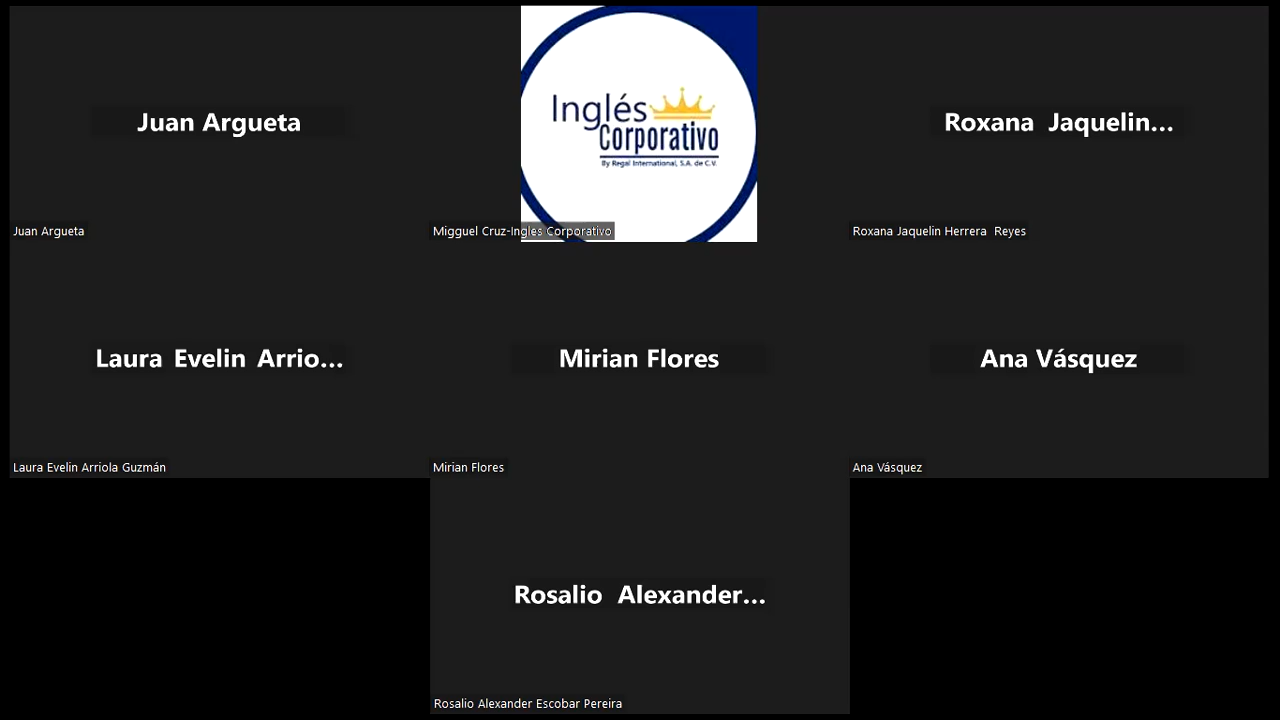 Juan Argueta
Juan Argueta
Inglés
Corporativo
By Regal International, S.A. de C.V.
Migguel Cruz-Ingles Corporativo
Roxana Jaquelin...
Roxana Jaquelin Herrera Reyes
Laura Evelin Arrio...
Laura Evelin Arriola Guzmán
Mirian Flores
Mirian Flores
Ana Vásquez
Ana Vásquez
Rosalio Alexander...
Rosalio Alexander Escobar Pereira